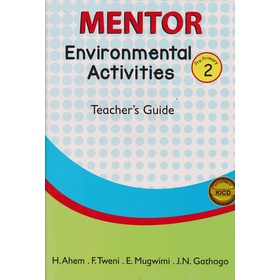 MENTOR
Environmental
Activities
Pre Primary
2
Teacher's Guide
KICD
H.Ahem . F.Tweni . E. Mugwimi . J.N. Gathogo